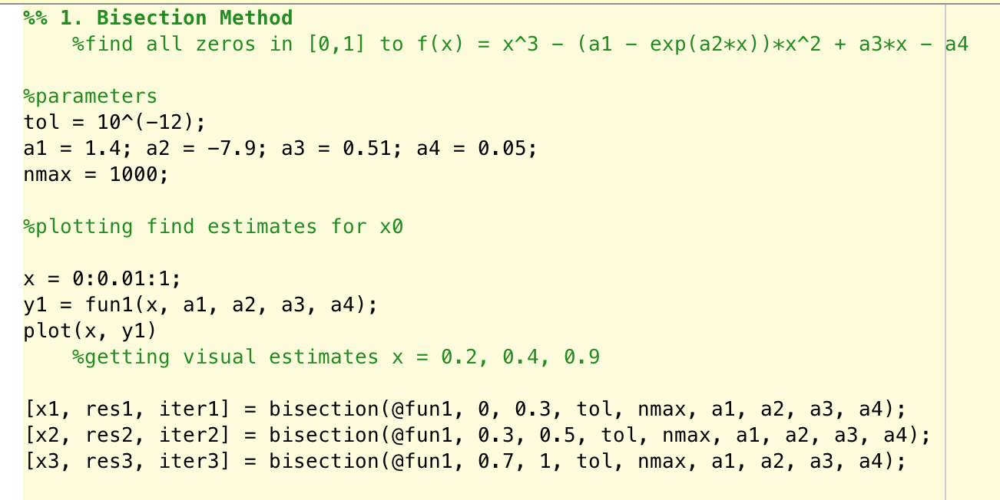 %% 1. Bisection Method
%find all zeros in [0,1] to f(x) = x^3 - (a1 - exp(a2*x))*x^2 + a3*x - a4
%parameters
tol = 10^(-12);
a1 = 1.4; a2 = -7.9; a3 = 0.51; a4 = 0.05;
nmax = 1000;
%plotting find estimates for x0
x = 0:0.01:1;
y1 = fun1(x, a1, a2, a3, a4);
plot(x, y1)
%getting visual estimates x = 0.2, 0.4, 0.9
[x1, res1, iter1] = bisection(@fun1, 0, 0.3, tol, nmax, a1, a2, a3, a4);
[x2, res2, iter2] = bisection(@fun1, 0.3, 0.5, tol, nmax, a1, a2, a3, a4);
[x3, res3, iter3] = bisection(@fun1, 0.7, 1, tol, nmax, a1, a2, a3, a4);